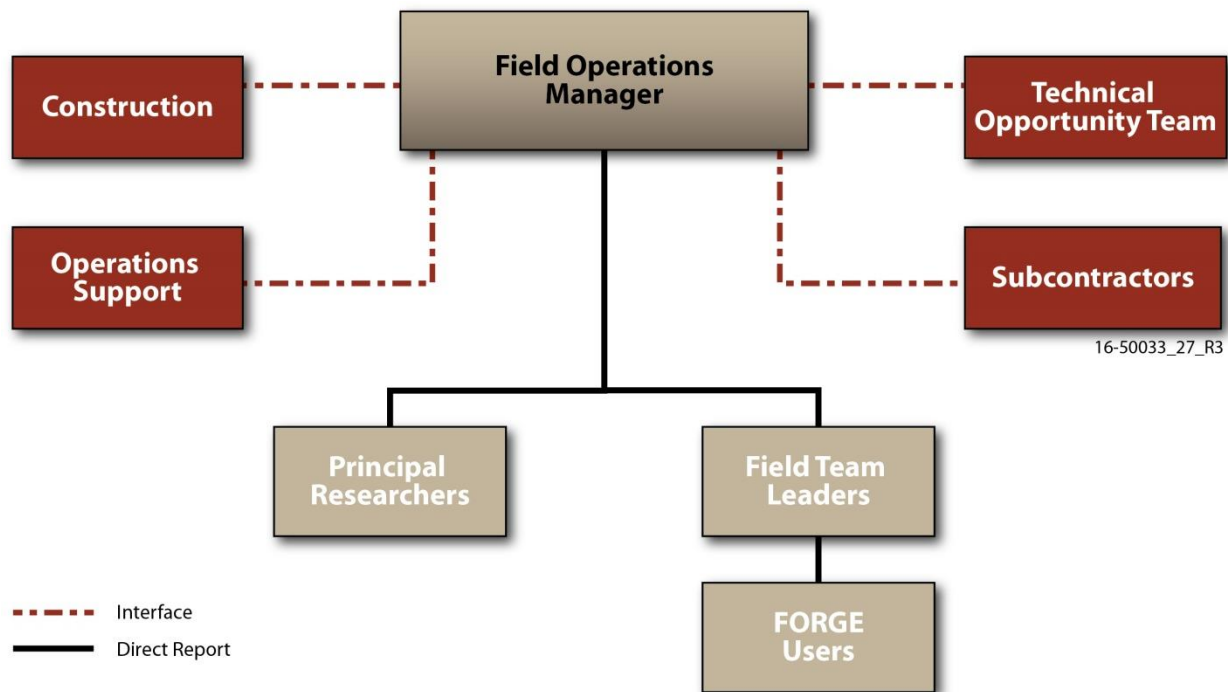 Field Operations
Manager
Construction
Technical
Opportunity Team
Operations
Support
Subcontractors
16-50033_27_R3
Principal
Researchers
Field Team
Leaders
FORGE
Users
Interface
Direct Report